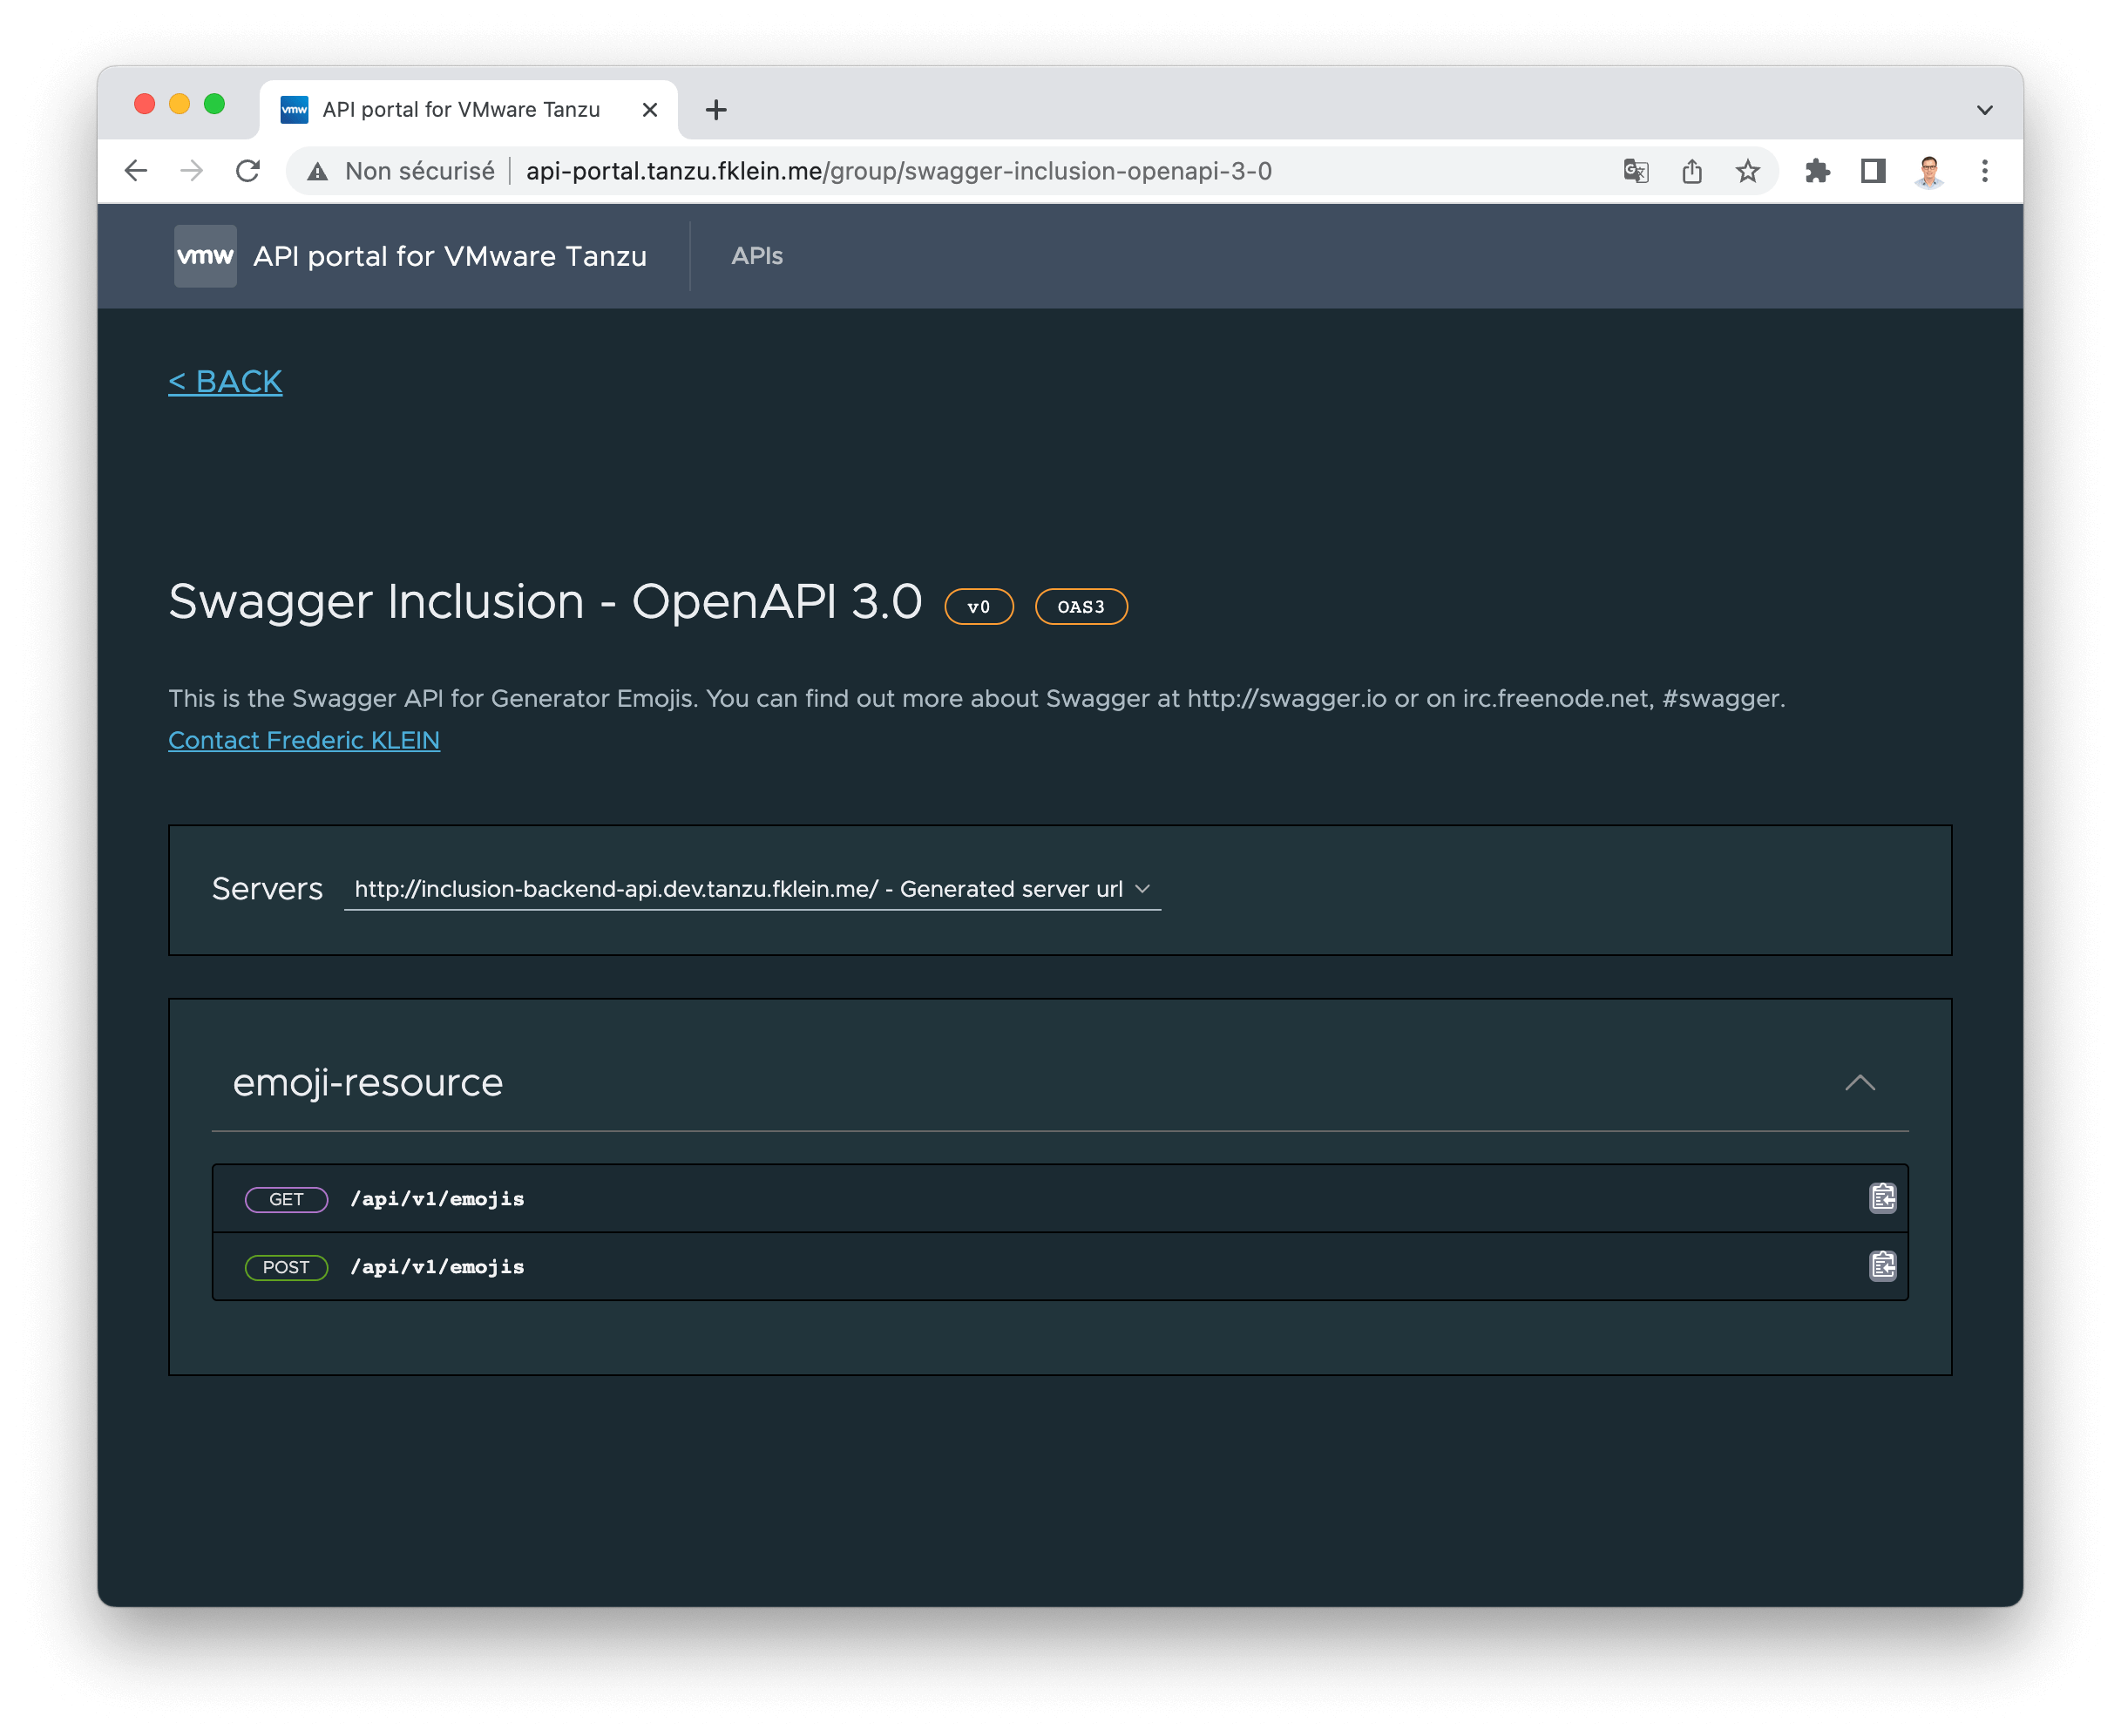 vmw API portal for VMware Tanzu
Non sécurisé api-portal.tanzu.fklein.me/group/swagger-inclusion-openapi-3-0
vmw API portal for VMware Tanzu APIs
< BACK
Swagger Inclusion - OpenAPI 3.0 v0 OAS3
This is the Swagger API for Generator Emojis. You can find out more about Swagger at http://swagger.io or on irc.freenode.net, #swagger.
Contact Frederic KLEIN
Servers http://inclusion-backend-api.dev.tanzu.fklein.me/ - Generated server url
emoji-resource
GET /api/v1/emojis
POST /api/v1/emojis